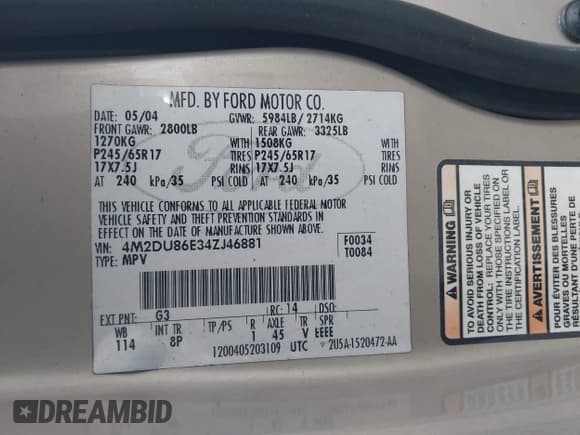 MFD. BY FORD MOTOR CO.
DATE: 05/04 GVWR: 5984LB/ 2714KG
FRONT GAWR: 2800LB REAR GAWR: 3325LB
1270KG 1508KG
P245/65R17 TIRES P245/65R17 TIRES
17X7.5J RINS 17X7.5J RINS
AT 240 kPa/35 PSI COLD AT 240 kPa/35 PSI COLD
THIS VEHICLE CONFORMS TO ALL APPLICABLE FEDERAL MOTOR
VEHICLE SAFETY AND THEFT PREVENTION STANDARDS IN
EFFECT ON THE DATE OF MANUFACTURE SHOWN ABOVE.
VIN: 4M2DU86E34ZJ46881 F0034
TYPE: MPV T0084
EXT PNT: G3 RC: 14 DSO:
WB INT TR TP/PS R AXLE TR SPR
114 8P 1 45 V EEEE
1200405203109 UTC 2U5A-1520472-AA
Ford
⚠ WARNING
TO AVOID SERIOUS INJURY OR
DEATH FROM LOSS OF VEHICLE
CONTROL: REPLACE YOUR TIRES
ONLY WITH THOSE SPECIFIED ON
THE TIRE INSTRUCTIONS LABEL OR
THE CERTIFICATION LABEL.
⚠ AVERTISSEMENT
POUR ÉVITER DES
GRAVES OU MORTELLES
D'UNE PERTE DE
DREAMBID